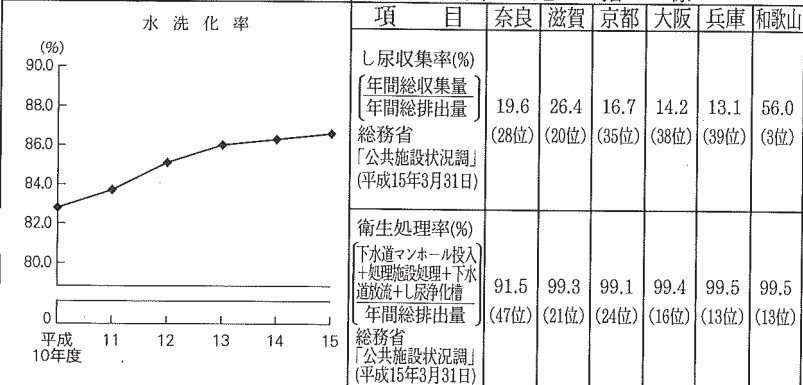 水洗化率
(%)
90.0
88.0
86.0
84.0
82.0
80.0
0
平成
10年度
11
12
13
14
15
項目 奈良 滋賀 京都 大阪 兵庫 和歌山
し尿収集率(%)
年間総収集量
年間総排出量
19.6 26.4 16.7 14.2 13.1 56.0
(28位) (20位) (35位) (38位) (39位) (3位)
総務省
「公共施設状況調」
(平成15年3月31日)
衛生処理率(%)
下水道マンホール投入
+処理施設処理+下水
道放流+し尿浄化槽
年間総排出量
91.5 99.3 99.1 99.4 99.5 99.5
(47位) (21位) (24位) (16位) (13位) (13位)
総務省
「公共施設状況調」
(平成15年3月31日)